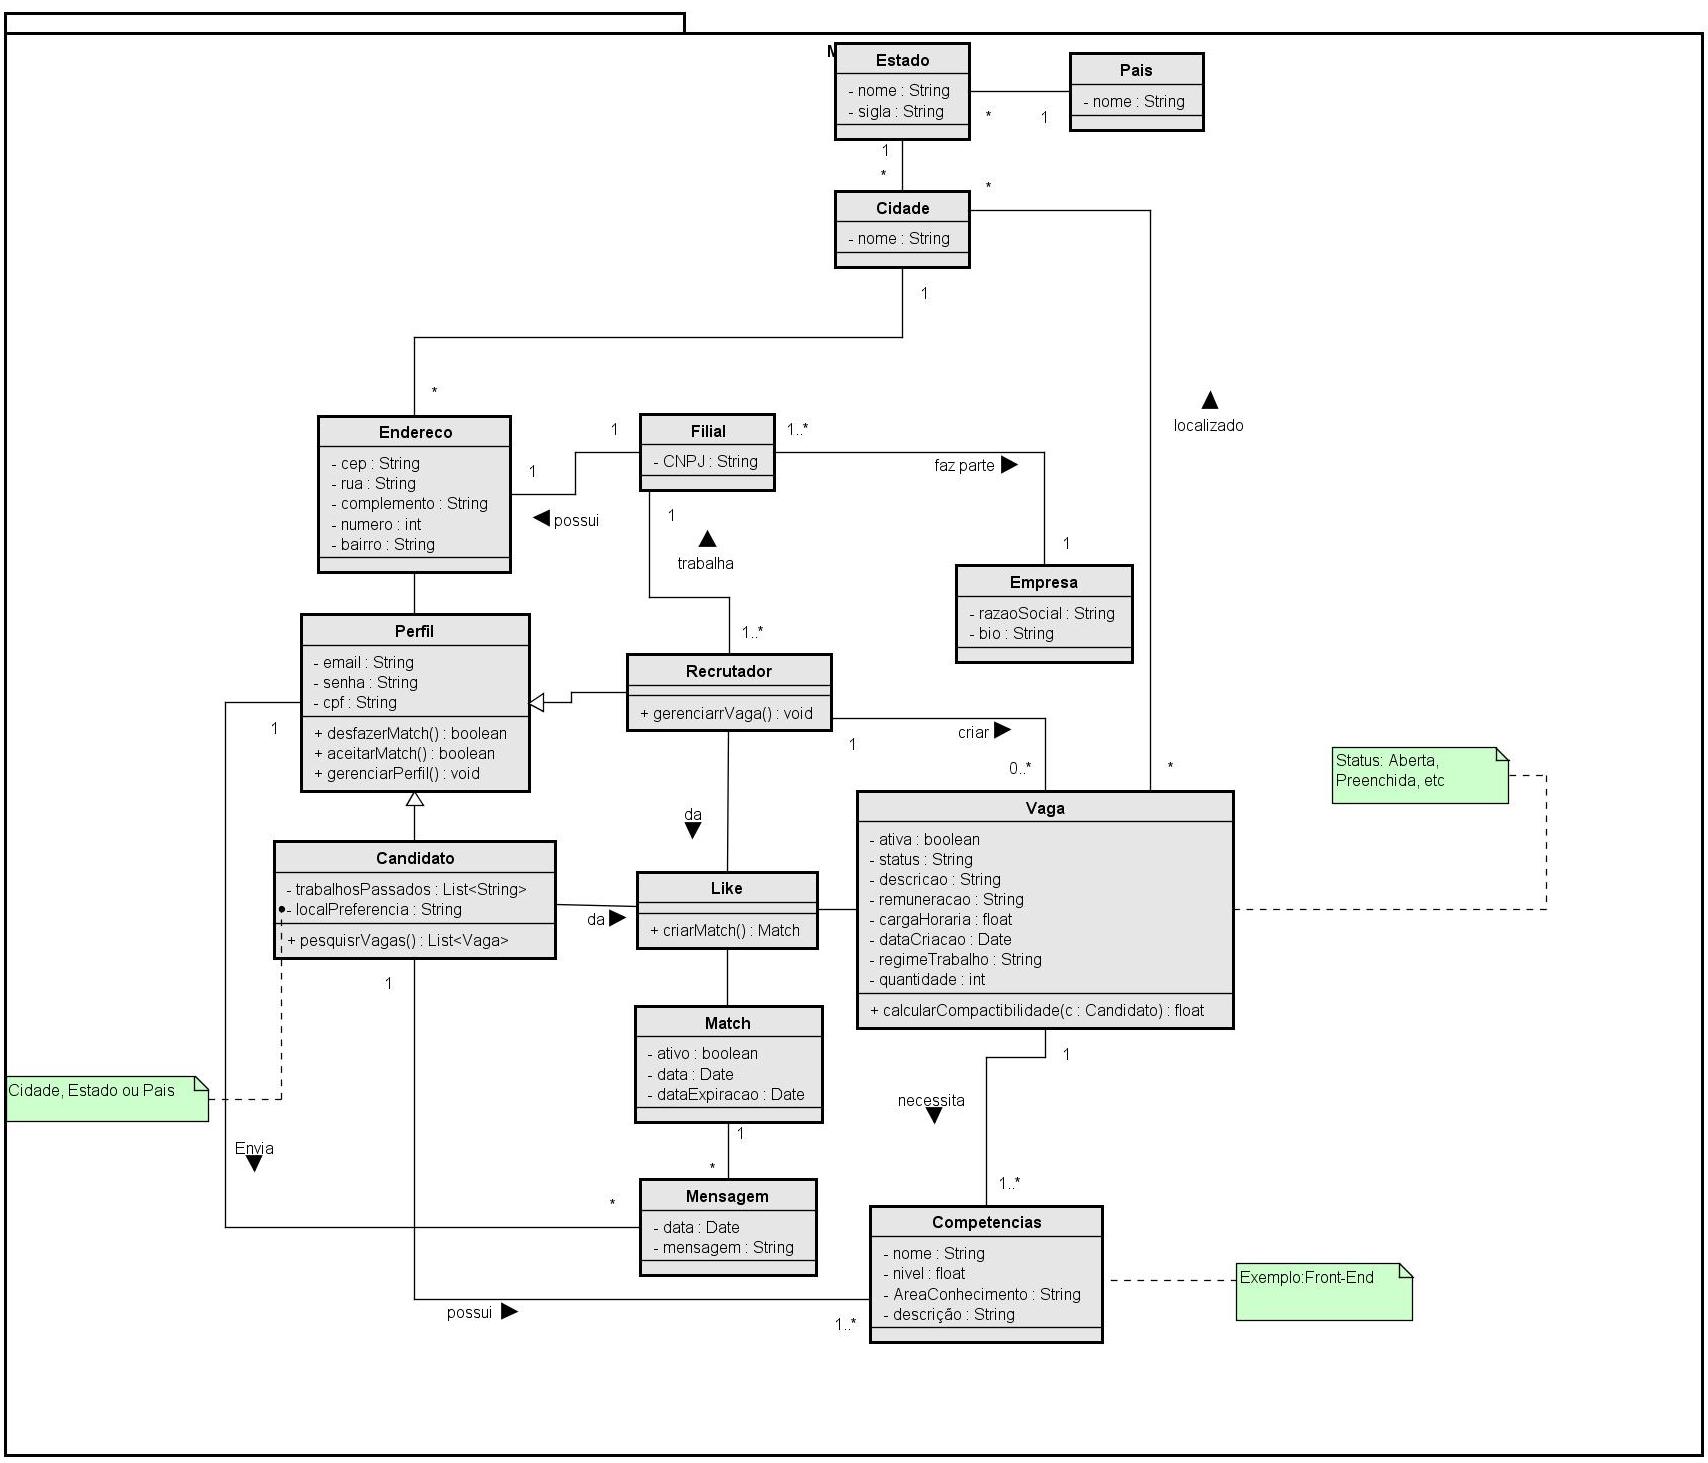 M
Estado
- nome : String
- sigla : String
Pais
- nome : String
*
1
1
*
Cidade
- nome : String
*
1
*
localizado
Endereco
- cep : String
- rua : String
- complemento : String
- numero : int
- bairro : String
1
1
possui
Filial
- CNPJ : String
1..*
faz parte
1
trabalha
1..*
1
Empresa
- razaoSocial : String
- bio : String
Perfil
- email : String
- senha : String
- cpf : String
+ desfazerMatch() : boolean
+ aceitarMatch() : boolean
+ gerenciarPerfil() : void
1
Recrutador
+ gerenciarrVaga() : void
1
criar
0..*
*
Status: Aberta,
Preenchida, etc
da
Vaga
- ativa : boolean
- status : String
- descricao : String
- remuneracao : String
- cargaHoraria : float
- dataCriacao : Date
- regimeTrabalho : String
- quantidade : int
+ calcularCompactibilidade(c : Candidato) : float
Candidato
- trabalhosPassados : List<String>
- localPreferencia : String
+ pesquisrVagas() : List<Vaga>
da
Like
+ criarMatch() : Match
1
Match
- ativo : boolean
- data : Date
- dataExpiracao : Date
1
necessita
Cidade, Estado ou Pais
Envia
1
*
*
1..*
Mensagem
- data : Date
- mensagem : String
Competencias
- nome : String
- nivel : float
- AreaConhecimento : String
- descrição : String
Exemplo:Front-End
possui
1..*